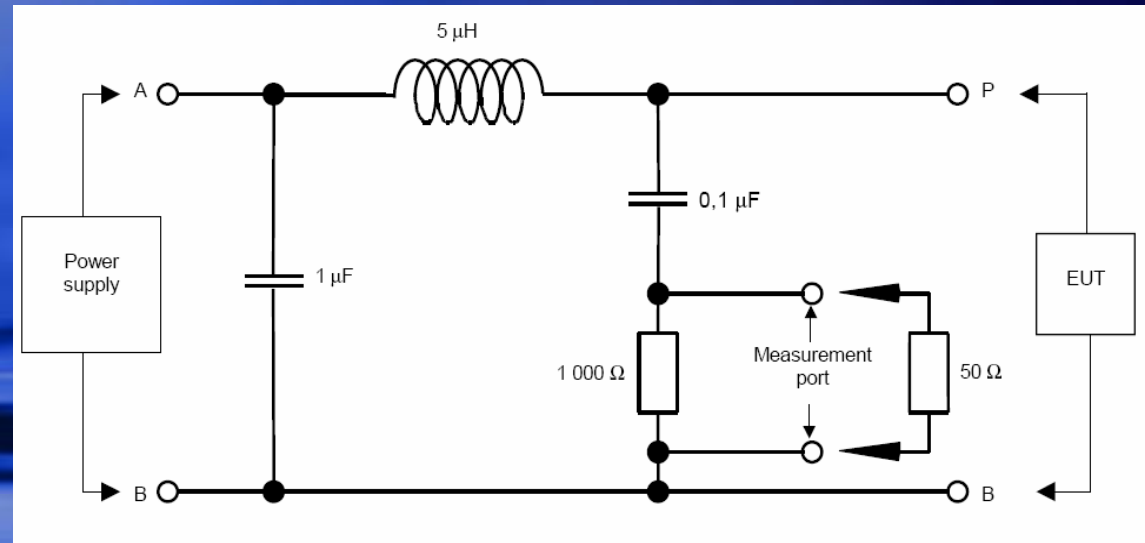 5 µH
A
P
0,1 µF
Power
supply
1 µF
EUT
Measurement
port
1 000 Ω
50 Ω
B
B